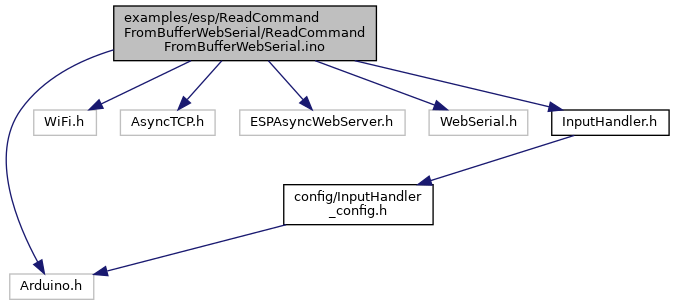 examples/esp/ReadCommand
FromBufferWebSerial/ReadCommand
FromBufferWebSerial.ino
WiFi.h
AsyncTCP.h
ESPAsyncWebServer.h
WebSerial.h
InputHandler.h
config/InputHandler
_config.h
Arduino.h